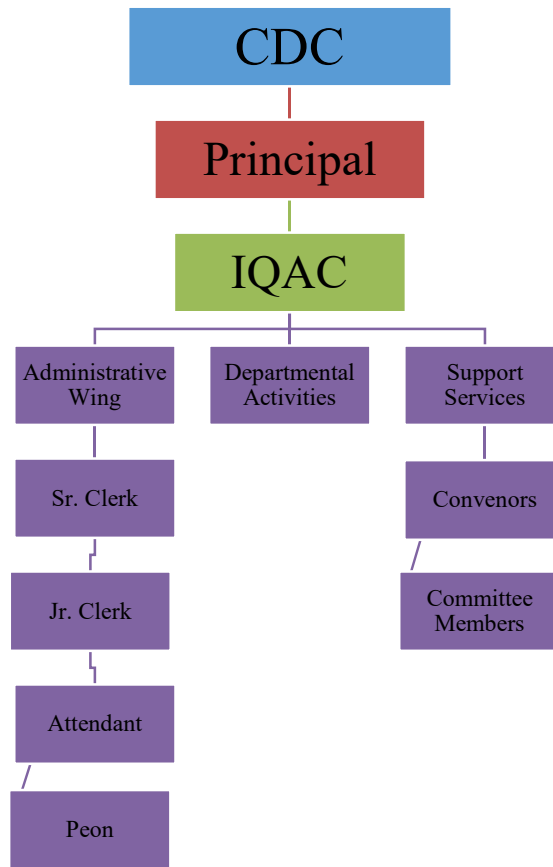 CDC
Principal
IQAC
Administrative
Wing
Departmental
Activities
Support
Services
Sr. Clerk
Convenors
Jr. Clerk
Committee
Members
Attendant
Peon